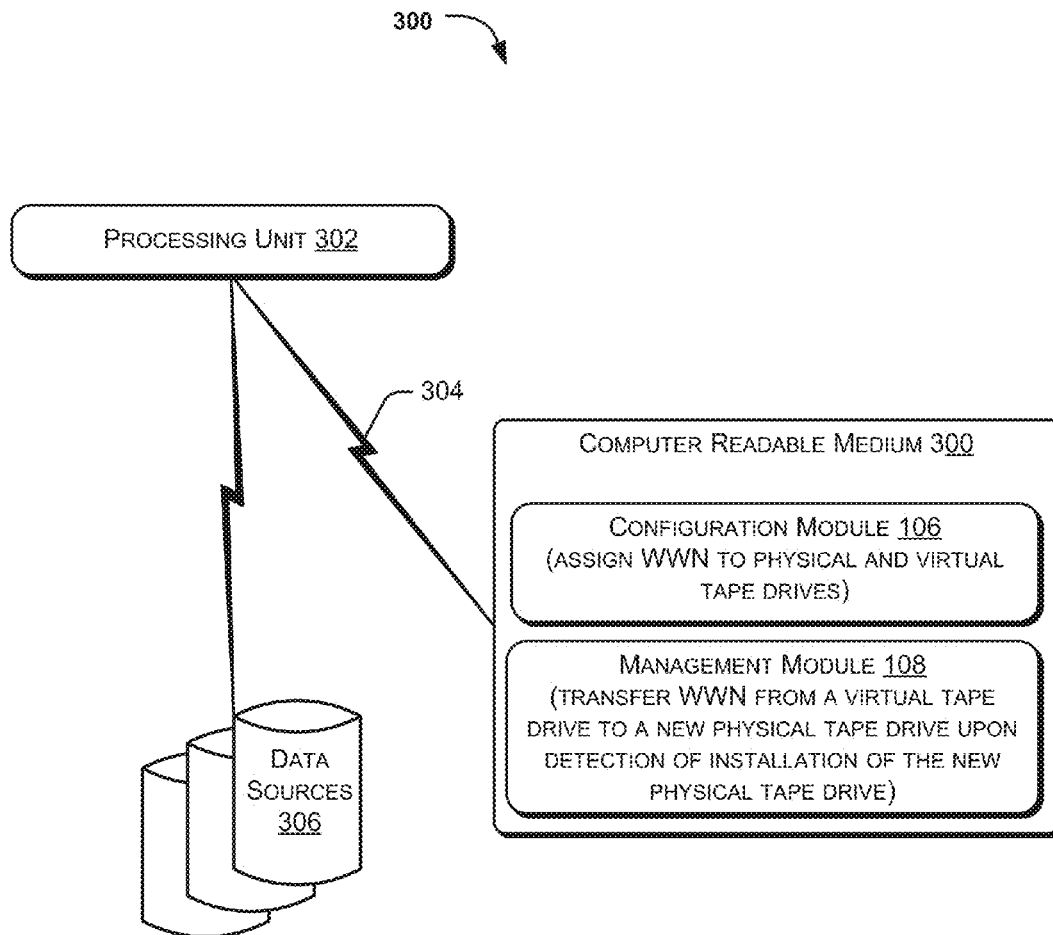 300
PROCESSING UNIT 302
304
COMPUTER READABLE MEDIUM 300
CONFIGURATION MODULE 106
(ASSIGN WWN TO PHYSICAL AND VIRTUAL
TAPE DRIVES)
MANAGEMENT MODULE 108
(TRANSFER WWN FROM A VIRTUAL TAPE
DRIVE TO A NEW PHYSICAL TAPE DRIVE UPON
DETECTION OF INSTALLATION OF THE NEW
PHYSICAL TAPE DRIVE)
DATA
SOURCES
306